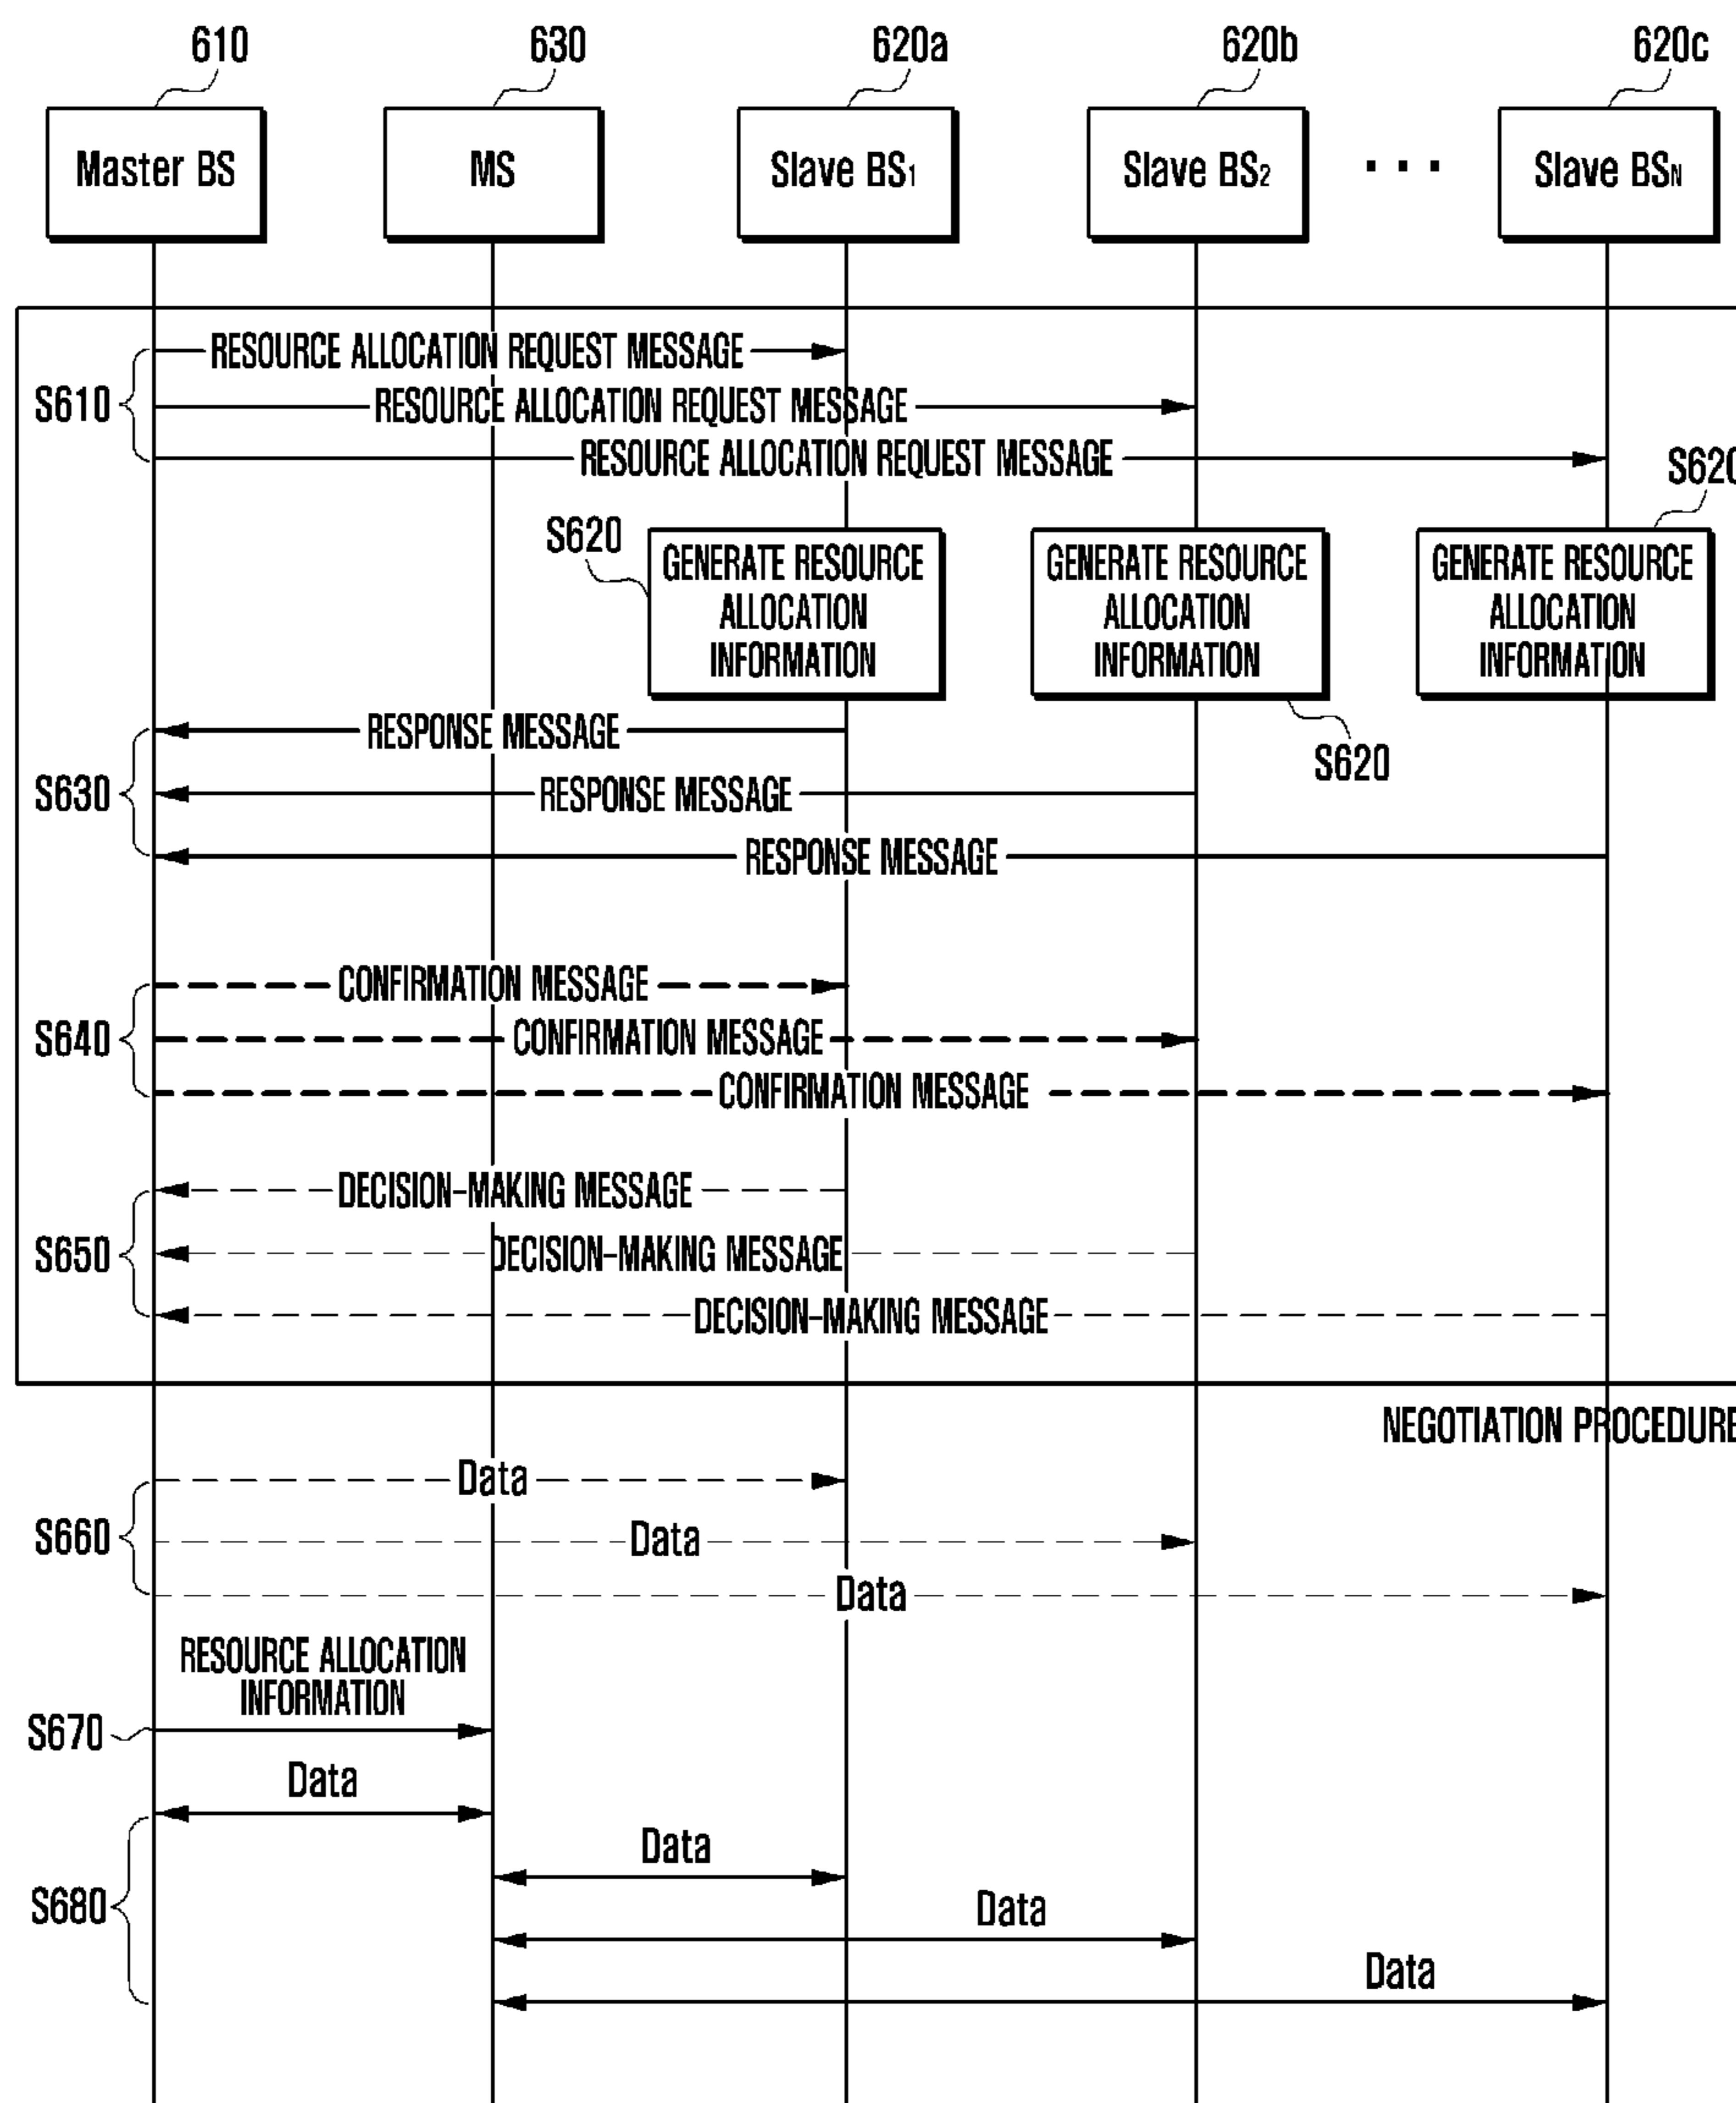 610
630
620a
620b
620c
Master BS
MS
Slave BS1
Slave BS2
...
Slave BSN
RESOURCE ALLOCATION REQUEST MESSAGE
S610
RESOURCE ALLOCATION REQUEST MESSAGE
RESOURCE ALLOCATION REQUEST MESSAGE
S620
S620
GENERATE RESOURCE
ALLOCATION
INFORMATION
GENERATE RESOURCE
ALLOCATION
INFORMATION
GENERATE RESOURCE
ALLOCATION
INFORMATION
S620
RESPONSE MESSAGE
S630
RESPONSE MESSAGE
RESPONSE MESSAGE
CONFIRMATION MESSAGE
S640
CONFIRMATION MESSAGE
CONFIRMATION MESSAGE
DECISION-MAKING MESSAGE
S650
DECISION-MAKING MESSAGE
DECISION-MAKING MESSAGE
NEGOTIATION PROCEDURE
Data
S660
Data
Data
RESOURCE ALLOCATION
INFORMATION
S670
Data
Data
S680
Data
Data